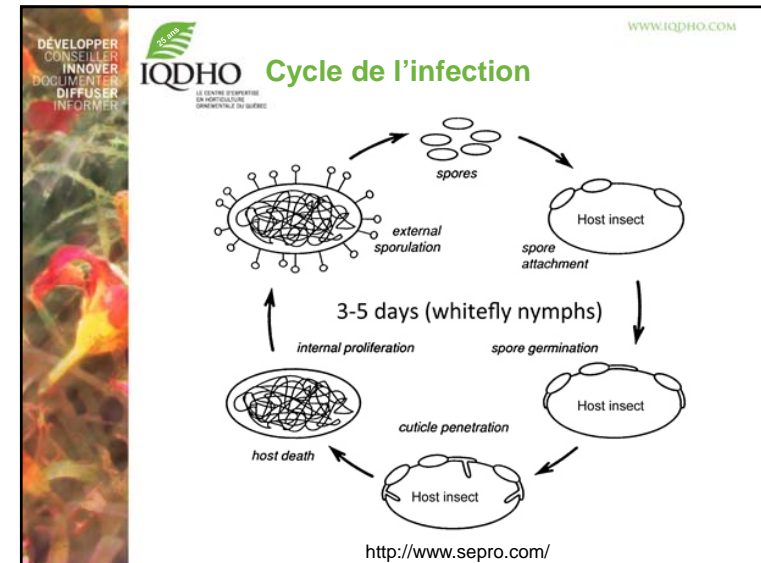 WWW.IQDHO.COM
DÉVELOPPER
CONSEILLER
INNOVER
DOCUMENTER
DIFFUSER
INFORMER
25 ans
IQDHO
LE CENTRE D'EXPERTISE
EN HORTICULTURE
ORNEMENTALE DU QUÉBEC
Cycle de l'infection
spores
Host insect
spore
attachment
external
sporulation
3-5 days (whitefly nymphs)
internal proliferation
spore germination
Host insect
cuticle penetration
host death
Host insect
http://www.sepro.com/